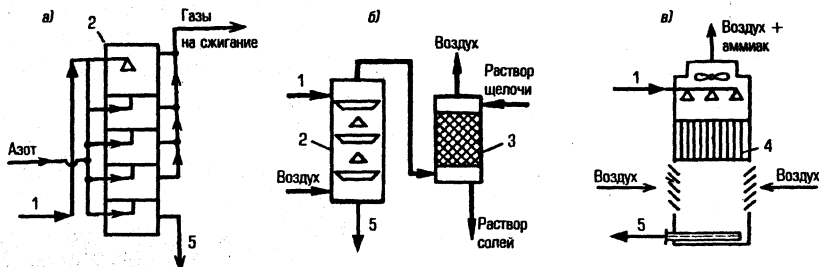 а)
2
Газы
на сжигание
Азот
1
5
б)
Воздух
1
Раствор
щелочи
2
3
Воздух
5
Раствор
солей
в)
Воздух +
аммиак
1
4
Воздух
Воздух
5